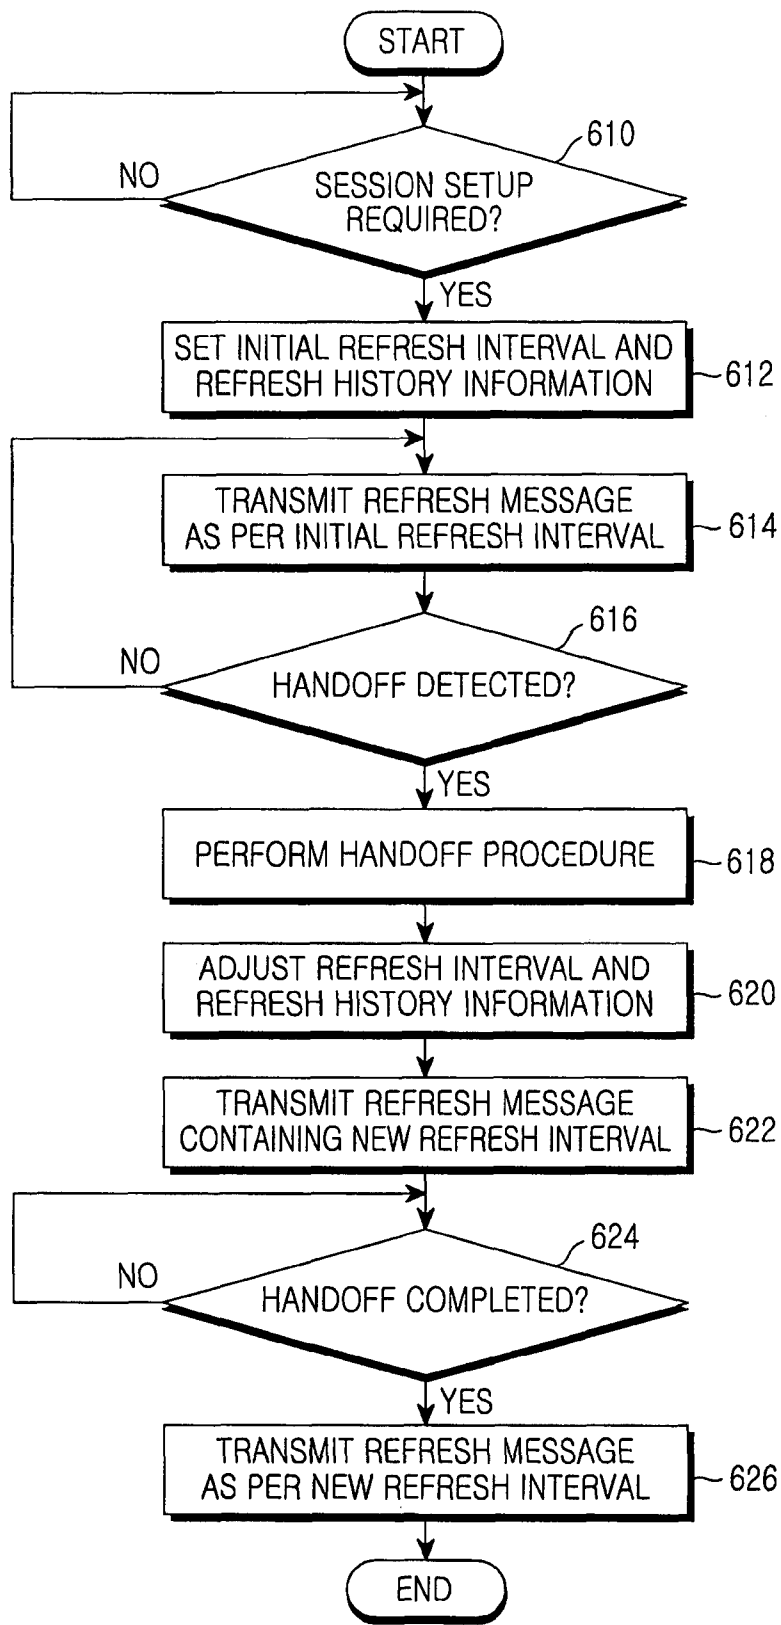 START
610
NO
SESSION SETUP
REQUIRED?
YES
SET INITIAL REFRESH INTERVAL AND
REFRESH HISTORY INFORMATION
612
TRANSMIT REFRESH MESSAGE
AS PER INITIAL REFRESH INTERVAL
614
616
NO
HANDOFF DETECTED?
YES
PERFORM HANDOFF PROCEDURE
618
ADJUST REFRESH INTERVAL AND
REFRESH HISTORY INFORMATION
620
TRANSMIT REFRESH MESSAGE
CONTAINING NEW REFRESH INTERVAL
622
624
NO
HANDOFF COMPLETED?
YES
TRANSMIT REFRESH MESSAGE
AS PER NEW REFRESH INTERVAL
626
END